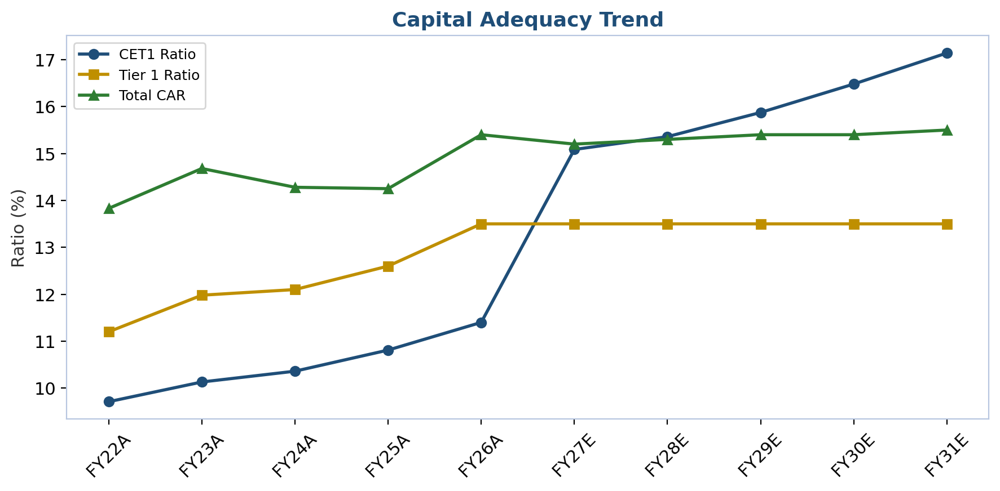 Capital Adequacy Trend
CET1 Ratio
Tier 1 Ratio
Total CAR
Ratio (%)
17
16
15
14
13
12
11
10
FY22A
FY23A
FY24A
FY25A
FY26A
FY27E
FY28E
FY29E
FY30E
FY31E